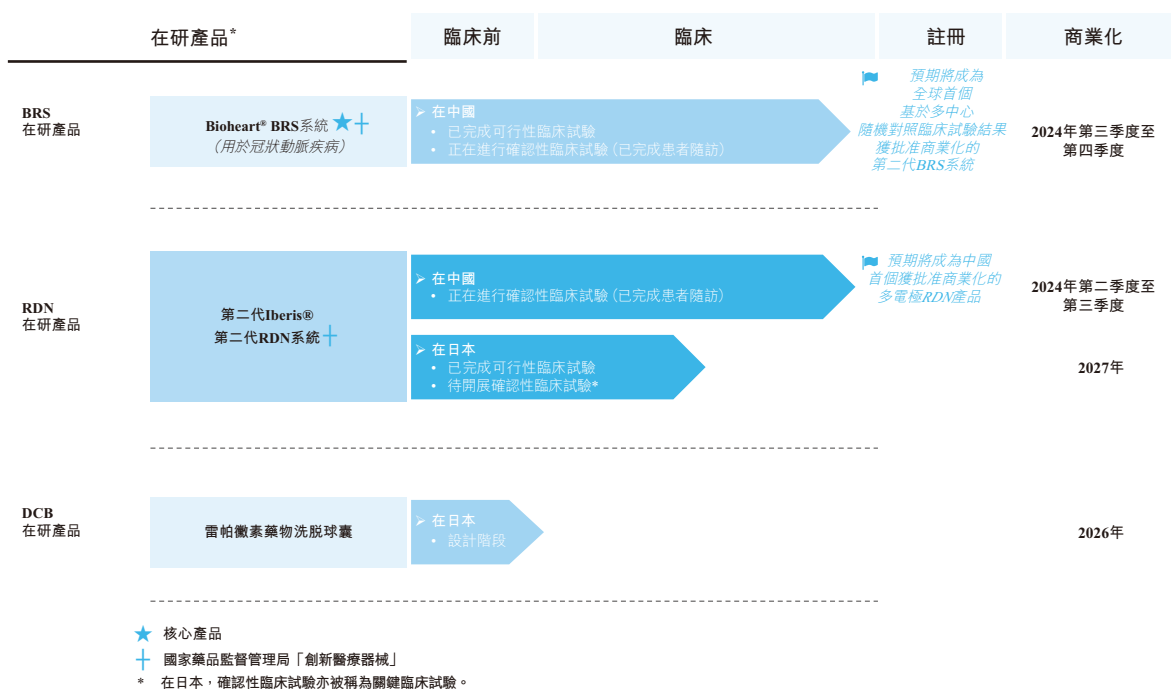 在研產品*
臨床前
臨床
註冊
商業化
BRS
在研產品
Bioheart® BRS系統
（用於冠狀動脈疾病）
在中國
• 已完成可行性臨床試驗
• 正在進行確認性臨床試驗（已完成患者隨訪）
預期將成為
全球首個
基於多中心
隨機對照臨床試驗結果
獲批准商業化的
第二代BRS系統
2024年第三季度至
第四季度
RDN
在研產品
第二代Iberis®
第二代RDN系統
在中國
• 正在進行確認性臨床試驗（已完成患者隨訪）
預期將成為中國
首個獲批准商業化的
多電極RDN產品
2024年第二季度至
第三季度
在日本
• 已完成可行性臨床試驗
• 待開展確認性臨床試驗*
2027年
DCB
在研產品
雷帕黴素藥物洗脫球囊
在日本
• 設計階段
2026年
核心產品
國家藥品監督管理局「創新醫療器械」
* 在日本，確認性臨床試驗亦被稱為關鍵臨床試驗。